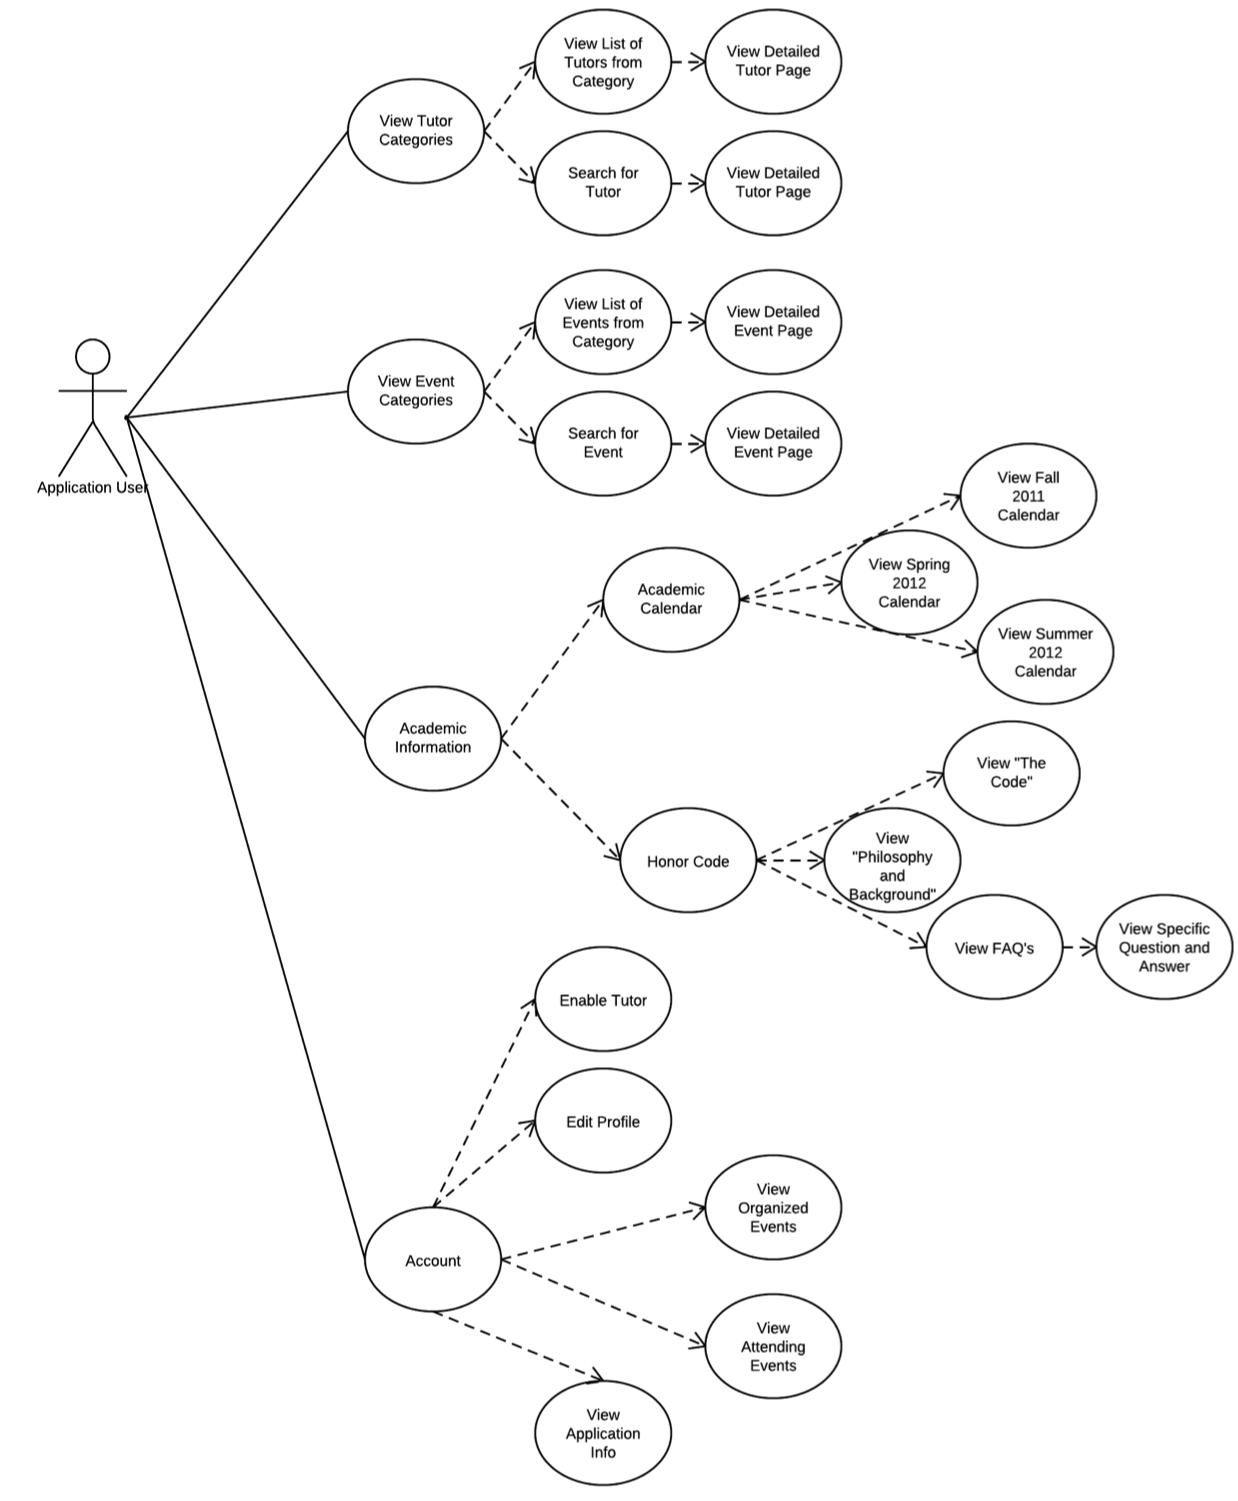 View List of
Tutors from
Category
View Detailed
Tutor Page
View Tutor
Categories
Search for
Tutor
View Detailed
Tutor Page
View List of
Events from
Category
View Detailed
Event Page
View Event
Categories
Search for
Event
View Detailed
Event Page
Application User
View Fall
2011
Calendar
View Spring
2012
Calendar
Academic
Calendar
View Summer
2012
Calendar
Academic
Information
View "The
Code"
View
"Philosophy
and
Background"
Honor Code
View FAQ's
View Specific
Question and
Answer
Enable Tutor
Edit Profile
View
Organized
Events
Account
View
Attending
Events
View
Application
Info